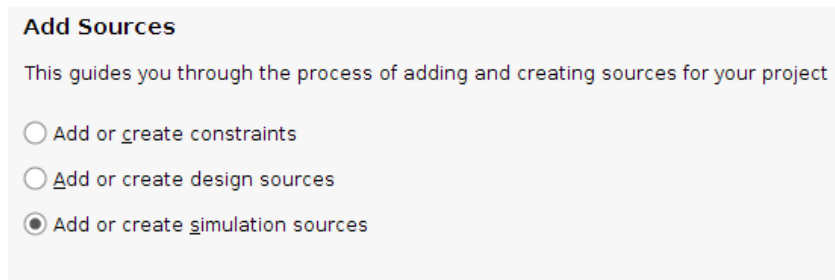 Add Sources
This guides you through the process of adding and creating sources for your project
Add or create constraints
Add or create design sources
Add or create simulation sources